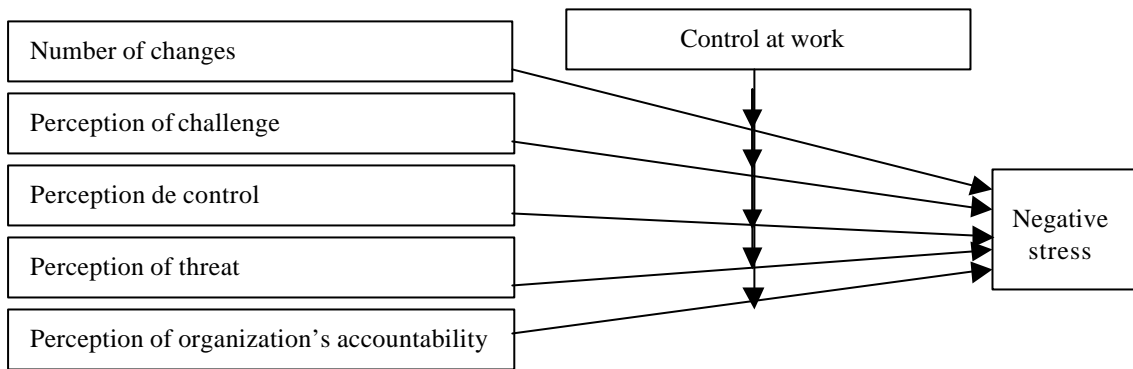 Number of changes
Control at work
Perception of challenge
Perception de control
Perception of threat
Perception of organization’s accountability
Negative
stress